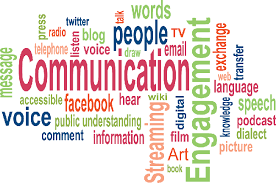 words
twitter
talk
press
radio
blog
people
TV
exchange
telephone
listen
voice
draw
email
transfer
message
Communication
web
language
accessible
facebook
hear
wiki
digital
knowledge
speech
voice
public understanding
Streaming
Engagement
podcast
comment
information
film
dialect
Art
picture
book